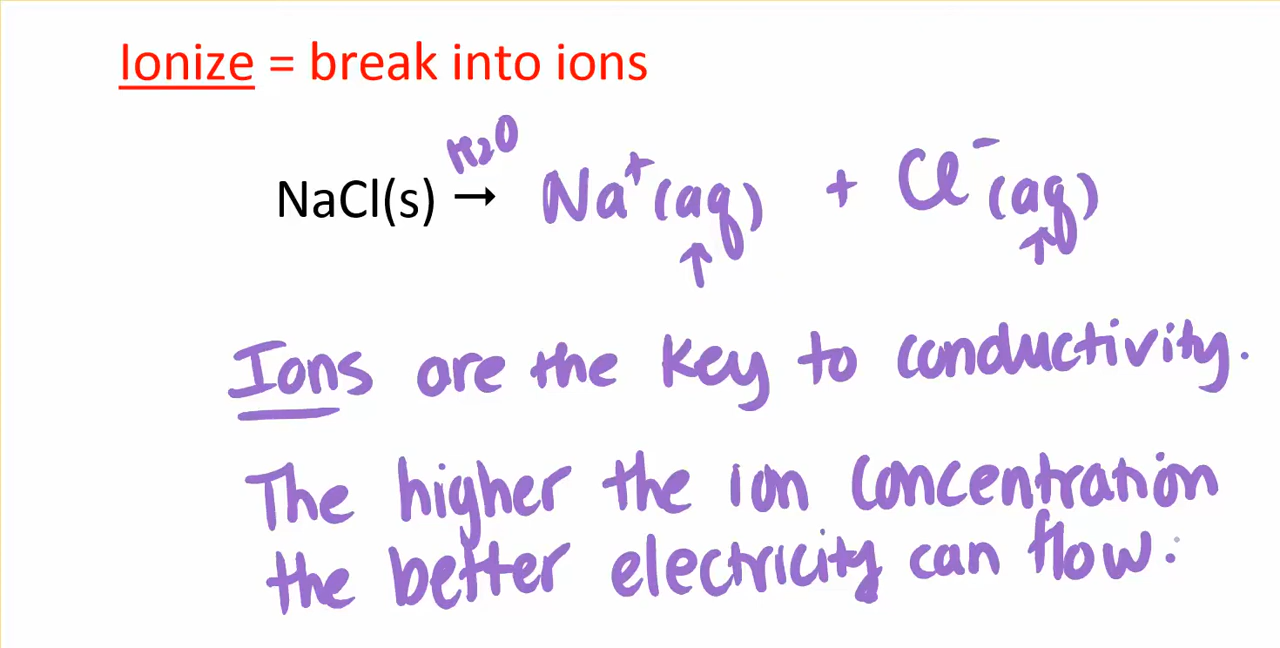 Ionize = break into ions
H2O
NaCl(s) → Na⁺(aq) + Cl⁻(aq)
↑ ↑
Ions are the key to conductivity.
The higher the ion concentration
the better electricity can flow.